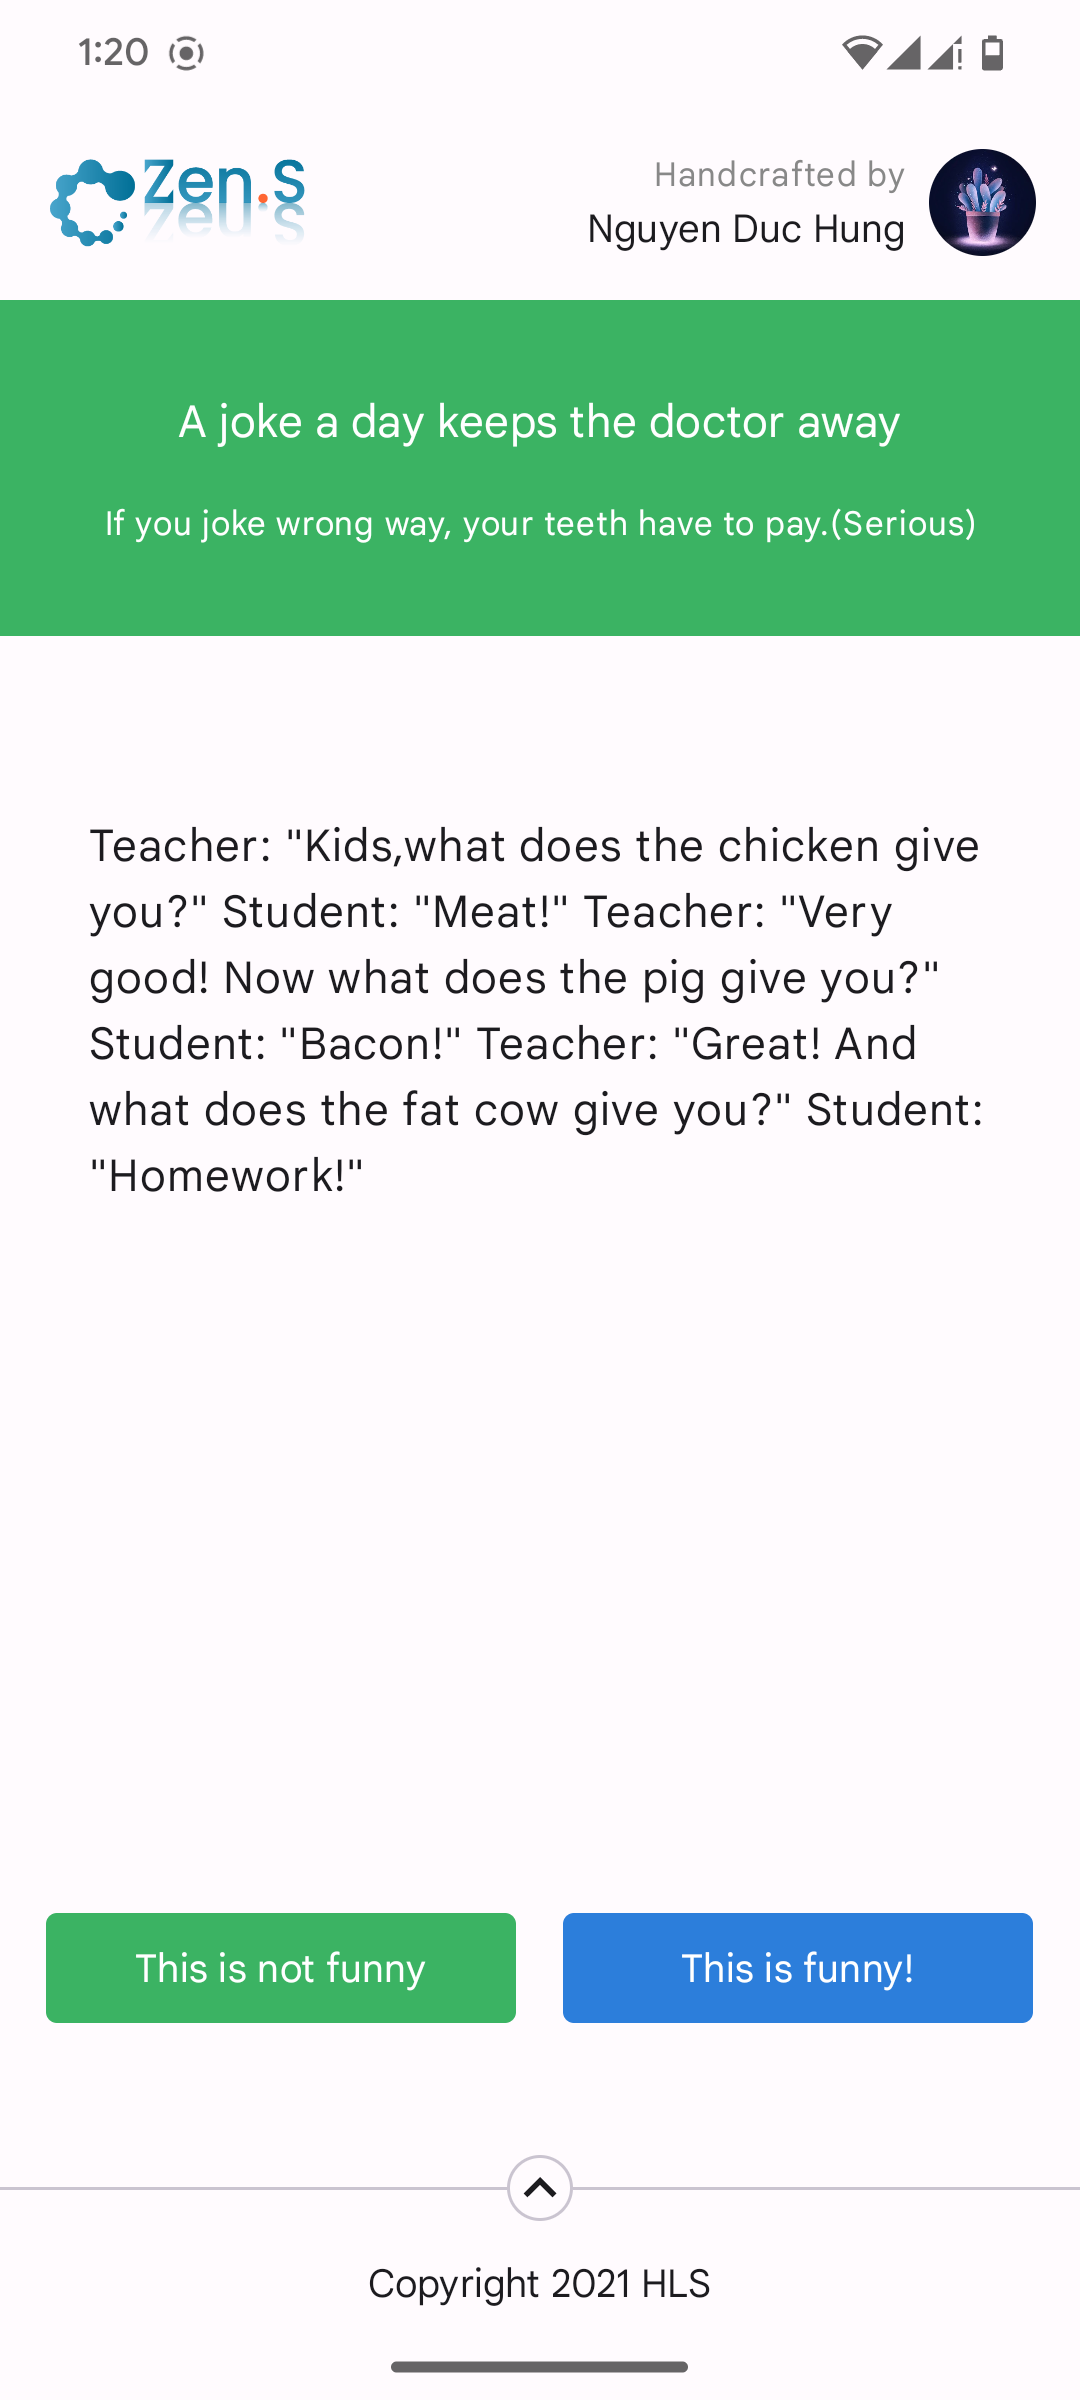 1:20
Zen.S
Handcrafted by
Nguyen Duc Hung
A joke a day keeps the doctor away
If you joke wrong way, your teeth have to pay.(Serious)
Teacher: "Kids,what does the chicken give
you?" Student: "Meat!" Teacher: "Very
good! Now what does the pig give you?"
Student: "Bacon!" Teacher: "Great! And
what does the fat cow give you?" Student:
"Homework!"
This is not funny
This is funny!
Copyright 2021 HLS